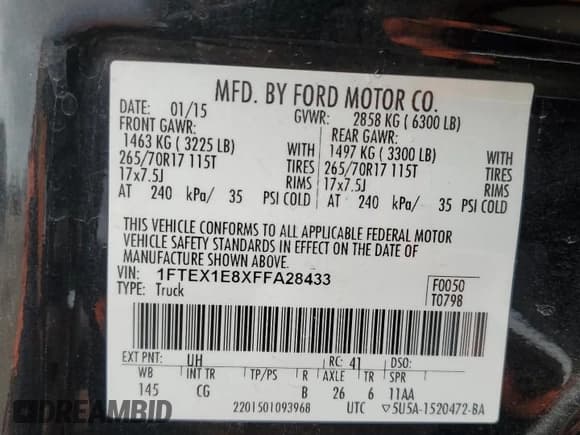 MFD. BY FORD MOTOR CO.
DATE: 01/15 GVWR: 2858 KG ( 6300 LB)
FRONT GAWR: REAR GAWR:
1463 KG ( 3225 LB) WITH 1497 KG ( 3300 LB) WITH
265/70R17 115T TIRES 265/70R17 115T TIRES
17x7.5J RIMS 17x7.5J RIMS
AT 240 kPa/ 35 PSI COLD AT 240 kPa/ 35 PSI COLD
THIS VEHICLE CONFORMS TO ALL APPLICABLE FEDERAL MOTOR
VEHICLE SAFETY STANDARDS IN EFFECT ON THE DATE OF
MANUFACTURE SHOWN ABOVE.
VIN: 1FTEX1E8XFFA28433 F0050
TYPE: Truck T0798
EXT PNT: UH RC: 41 DSO:
WB INT TR TP/PS R AXLE TR SPR
145 CG B 26 6 11AA
2201501093968 UTC ▽5U5A-1520472-BA
DREAMBID